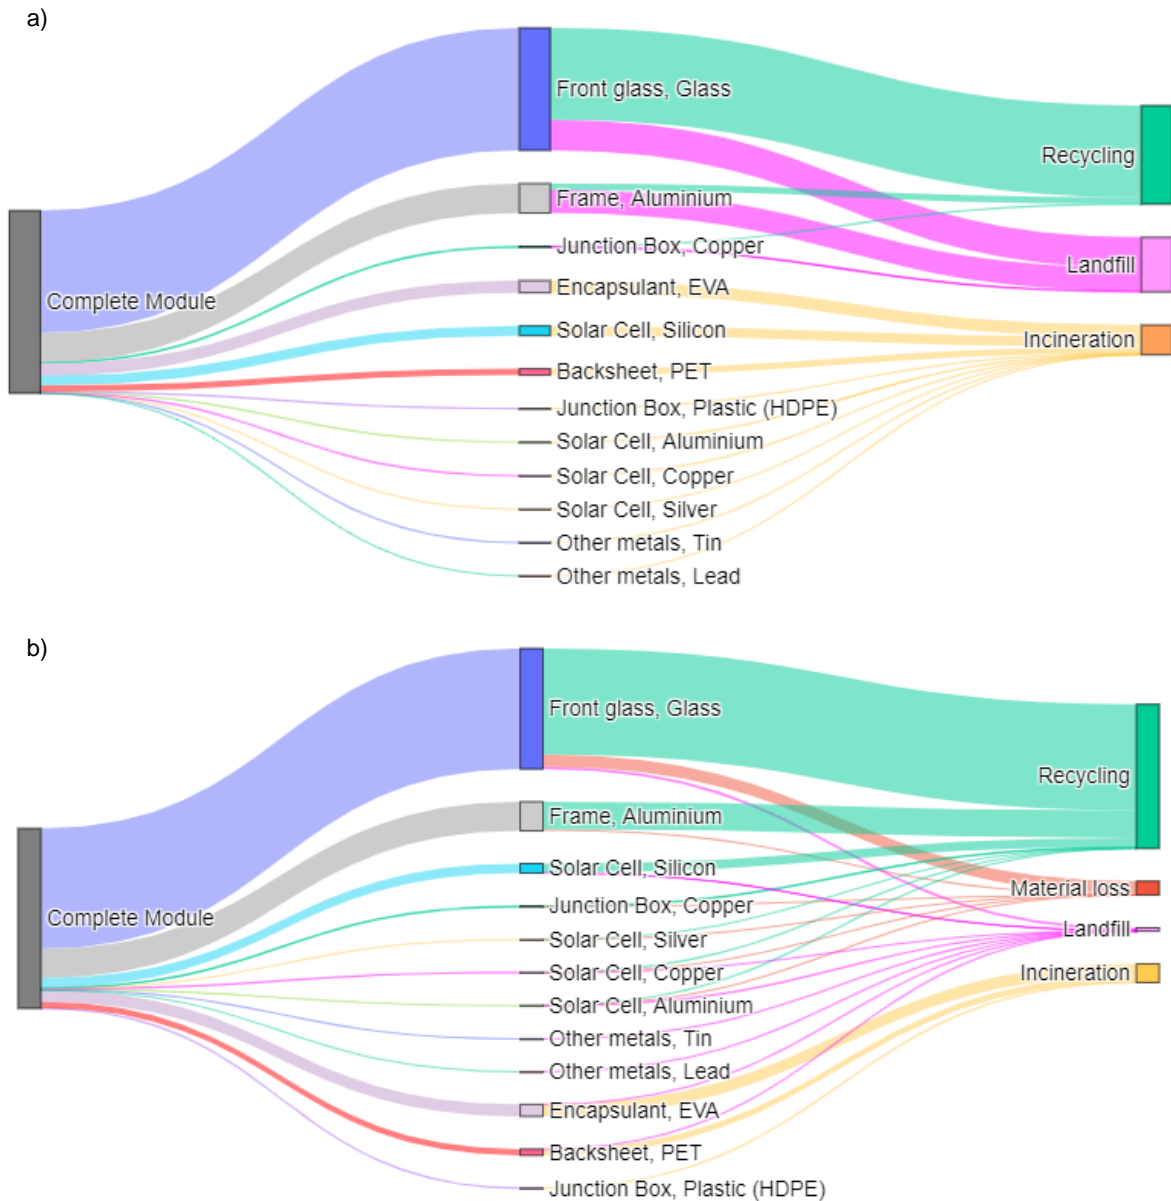 a)
Front glass, Glass
Recycling
Frame, Aluminium
Junction Box, Copper
Landfill
Encapsulant, EVA
Complete Module
Solar Cell, Silicon
Incineration
Backsheet, PET
Junction Box, Plastic (HDPE)
Solar Cell, Aluminium
Solar Cell, Copper
Solar Cell, Silver
Other metals, Tin
Other metals, Lead
b)
Front glass, Glass
Recycling
Frame, Aluminium
Solar Cell, Silicon
Material loss
Junction Box, Copper
Complete Module
Landfill
Solar Cell, Silver
Solar Cell, Copper
Incineration
Solar Cell, Aluminium
Other metals, Tin
Other metals, Lead
Encapsulant, EVA
Backsheet, PET
Junction Box, Plastic (HDPE)